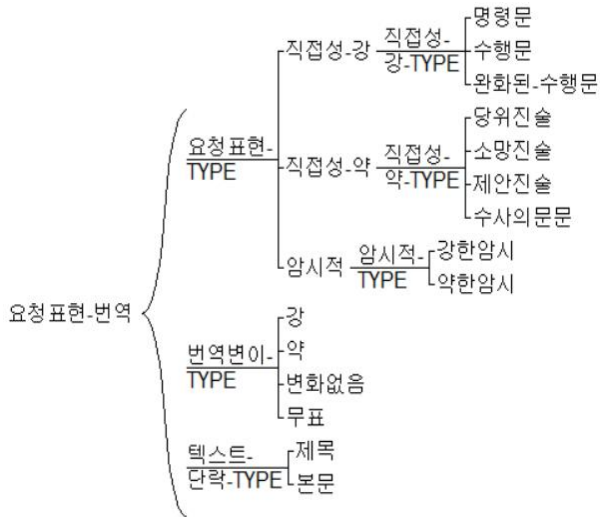 명령문
직접성-강
직접성-
강-TYPE
수행문
완화된-수행문
요청표현-
TYPE
직접성-약
직접성-
약-TYPE
당위진술
소망진술
제안진술
수사의문문
암시적
암시적-
TYPE
강한암시
약한암시
요청표현-번역
번역변이-
TYPE
강
약
변화없음
무표
텍스트-
단락-TYPE
제목
본문